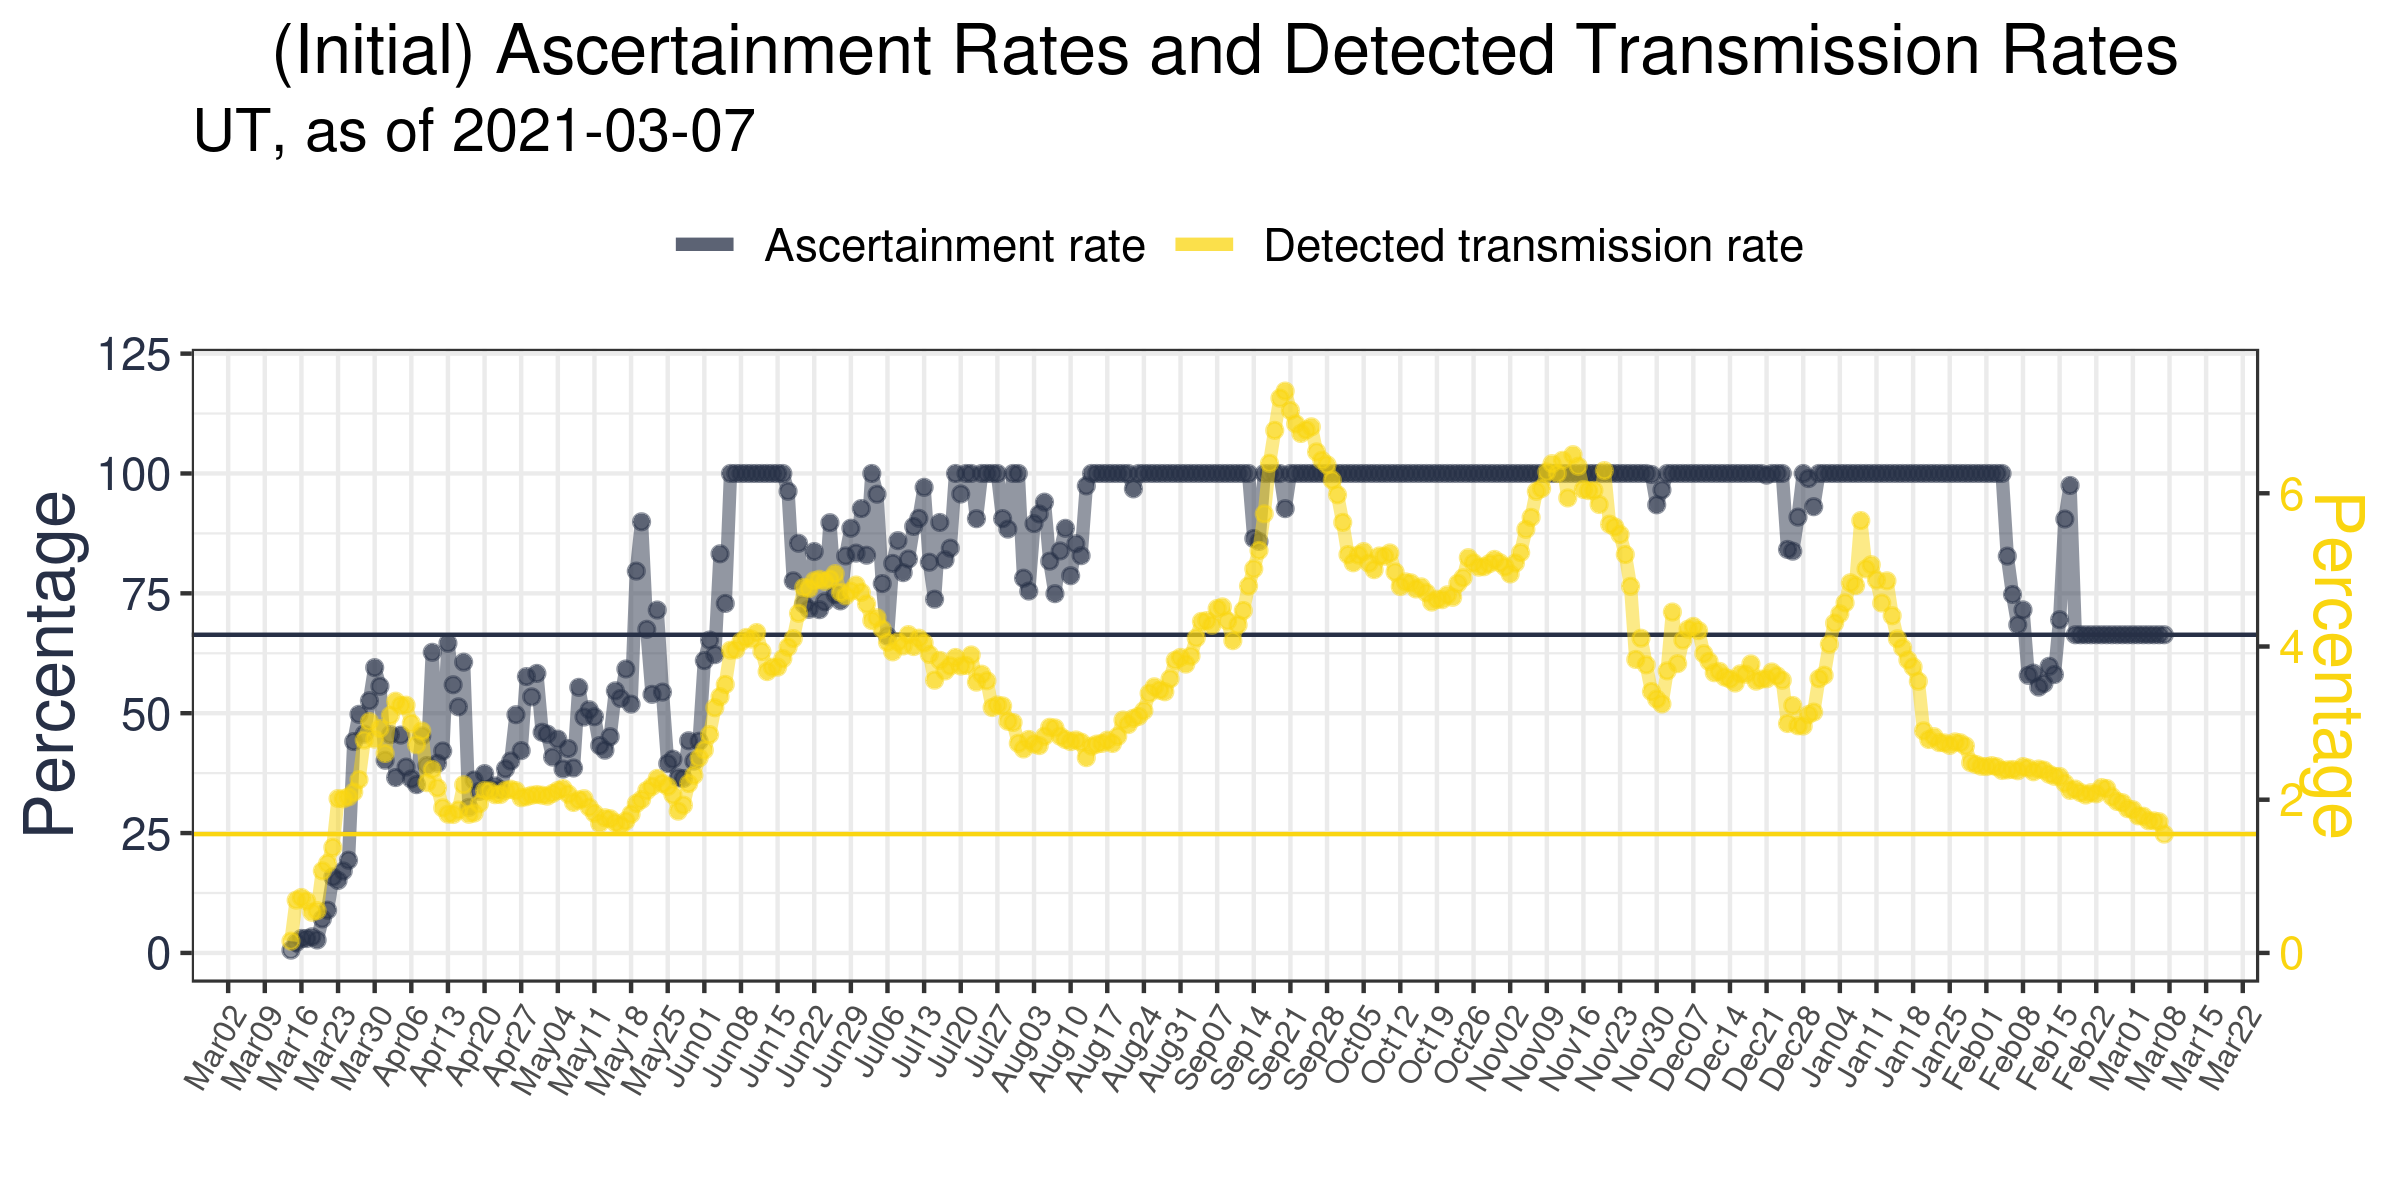 (Initial) Ascertainment Rates and Detected Transmission Rates
UT, as of 2021-03-07
Ascertainment rate
Detected transmission rate
Percentage
125
100
75
50
25
0
6
4
2
0
Percentage
Mar02
Mar09
Mar16
Mar23
Mar30
Apr06
Apr13
Apr20
Apr27
May04
May11
May18
May25
Jun01
Jun08
Jun15
Jun22
Jun29
Jul06
Jul13
Jul20
Jul27
Aug03
Aug10
Aug17
Aug24
Aug31
Sep07
Sep14
Sep21
Sep28
Oct05
Oct12
Oct19
Oct26
Nov02
Nov09
Nov16
Nov23
Nov30
Dec07
Dec14
Dec21
Dec28
Dec04
Jan11
Jan18
Jan25
Feb01
Feb08
Feb15
Feb22
Mar01
Mar08
Mar15
Mar22